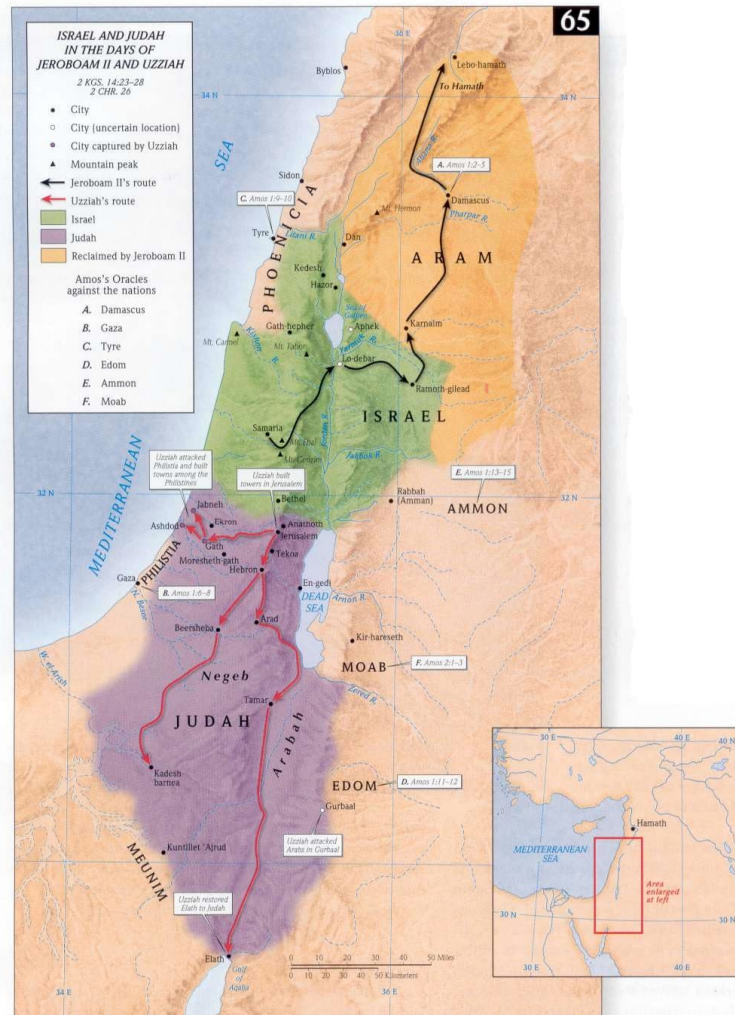 65
ISRAEL AND JUDAH
IN THE DAYS OF
JEROBOAM II AND UZZIAH
2 KGS. 14:23–28
2 CHR. 26
City
City (uncertain location)
City captured by Uzziah
Mountain peak
Jeroboam II's route
Uzziah's route
Israel
Judah
Reclaimed by Jeroboam II
Amos's Oracles
against the nations
A. Damascus
B. Gaza
C. Tyre
D. Edom
E. Ammon
F. Moab
36 E
Byblos
Lebo-hamath
To Hamath
34 N
34 N
SEA
Abana R.
A. Amos 1:2–5
Sidon
C. Amos 1:9–10
Damascus
Mt. Hermon
Pharpar R.
PHOENICIA
Tyre
Litani R.
Dan
ARAM
Kedesh
Hazor
Sea of
Galilee
Gath-hepher
Aphek
Karnaim
Mt. Carmel
Kishon R.
Mt. Tabor
Yarmuk R.
Lo-debar
Ramoth-gilead
ISRAEL
Samaria
Mt. Ebal
Mt. Gerizim
Jordan R.
Jabbok R.
Uzziah attacked
Philistia and built
towns among the
Philistines
Uzziah built
towers in Jerusalem
E. Amos 1:13–15
32 N
32 N
MEDITERRANEAN
Bethel
Rabbah
(Amman)
AMMON
Jabneh
Ashdod
Ekron
Anathoth
Jerusalem
Gath
Tekoa
Moresheth-gath
PHILISTIA
Hebron
Gaza
B. Amos 1:6–8
En-gedi
DEAD
SEA
Arnon R.
N. Besor
Beersheba
Arad
Kir-hareseth
W. el-Arish
MOAB
F. Amos 2:1–3
Negeb
Zered R.
Tamar
JUDAH
Arabah
Kadesh
barnea
EDOM
D. Amos 1:11–12
Gurbaal
Uzziah attacked
Arabs in Gurbaal
Kuntillet 'Ajrud
MEUNIM
Uzziah restored
Elath to Judah
Elath
Gulf
of
Aqaba
0 10 20 30 40 50 Miles
0 10 20 30 40 50 Kilometers
34 E
36 E
30 E
40 E
40 N
Hamath
MEDITERRANEAN
SEA
Area
enlarged
at left
30 N
30 N
30 E
40 E